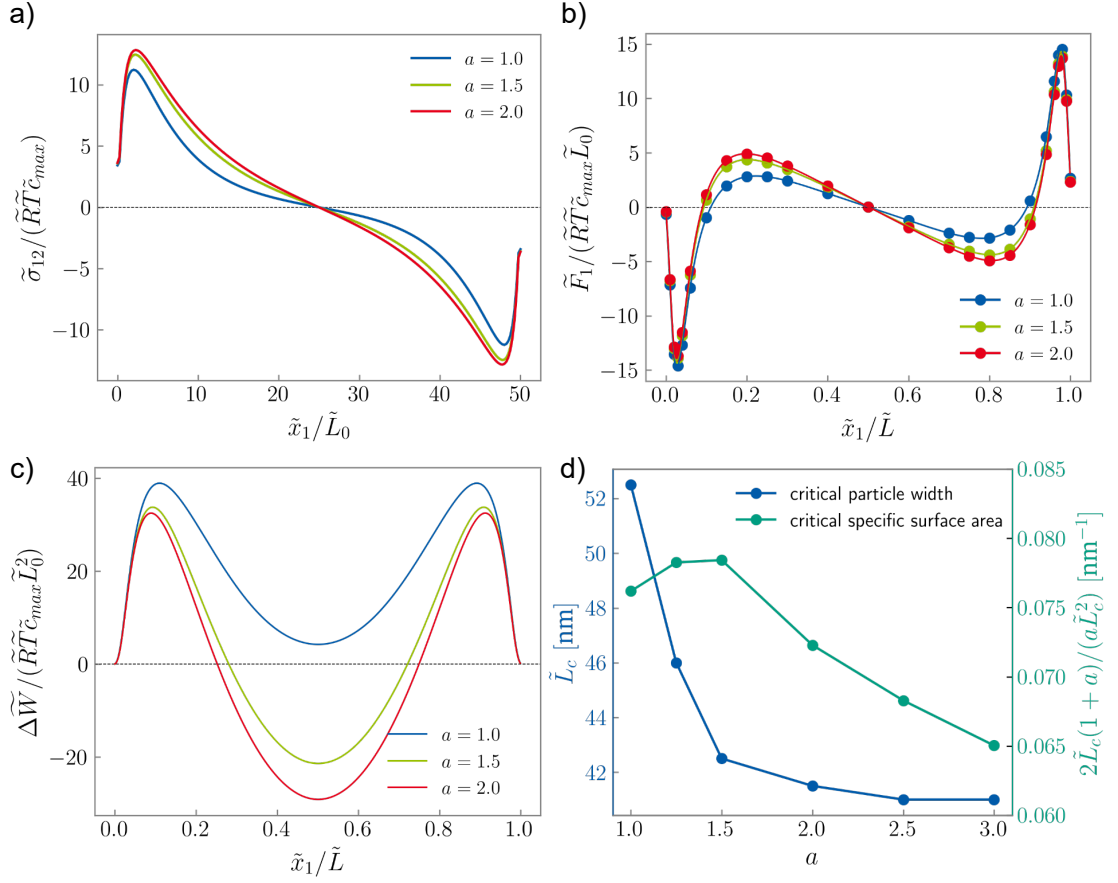 a)
σ̃₁₂/(R̃T̃c̃ₘₐₓ)
10
5
0
−5
−10
a = 1.0
a = 1.5
a = 2.0
0
10
20
30
40
50
x̃₁/L̃₀
b)
F̃₁/(R̃T̃c̃ₘₐₓL̃₀)
15
10
5
0
−5
−10
−15
a = 1.0
a = 1.5
a = 2.0
0.0
0.2
0.4
0.6
0.8
1.0
x̃₁/L̃
c)
ΔW̃/(R̃T̃c̃ₘₐₓL̃₀²)
40
20
0
−20
a = 1.0
a = 1.5
a = 2.0
0.0
0.2
0.4
0.6
0.8
1.0
x̃₁/L̃
d)
L̃_c [nm]
52
50
48
46
44
42
critical particle width
critical specific surface area
1.0
1.5
2.0
2.5
3.0
a
0.085
0.080
0.075
0.070
0.065
0.060
2L̃_c(1 + a)/(aL̃_c²) [nm⁻¹]